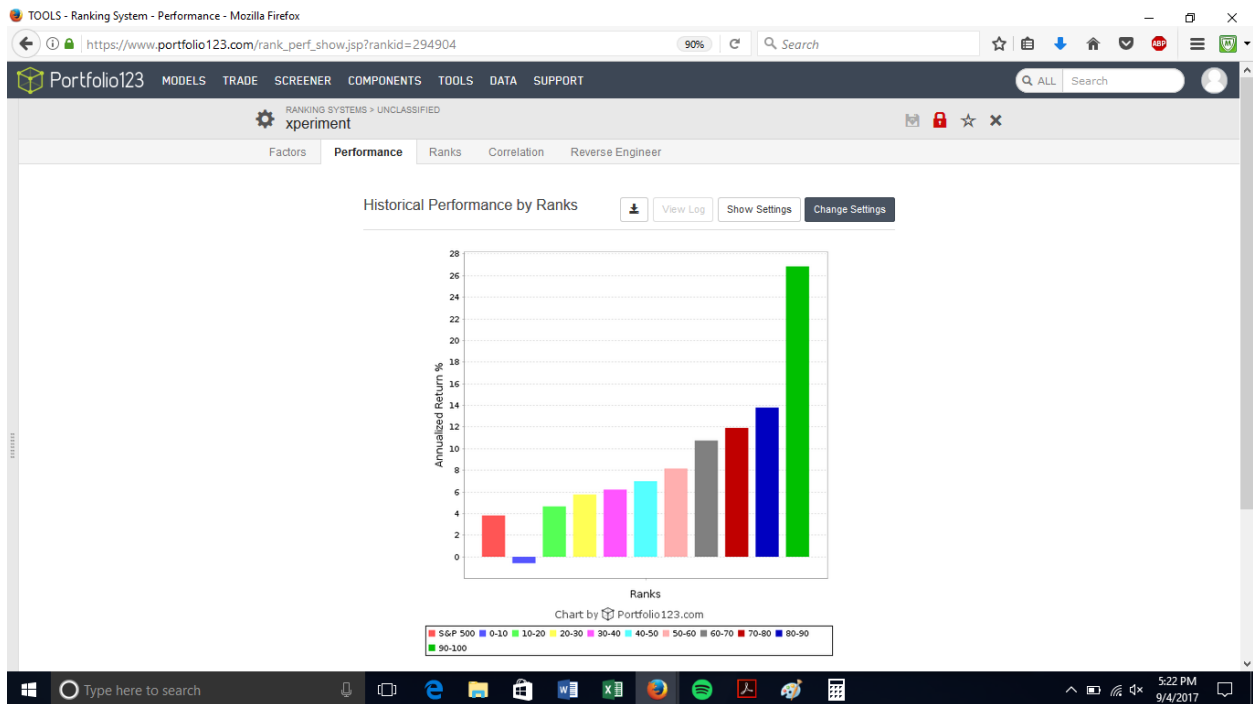 TOOLS - Ranking System - Performance - Mozilla Firefox
https://www.portfolio123.com/rank_perf_show.jsp?rankid=294904 90% Search ABP
Portfolio123 MODELS TRADE SCREENER COMPONENTS TOOLS DATA SUPPORT ALL Search
RANKING SYSTEMS > UNCLASSIFIED
xperiment
Factors Performance Ranks Correlation Reverse Engineer
Historical Performance by Ranks View Log Show Settings Change Settings
28
26
24
22
20
18
16
14
12
10
8
6
4
2
0
Annualized Return %
Ranks
Chart by Portfolio123.com
S&P 500 0-10 10-20 20-30 30-40 40-50 50-60 60-70 70-80 80-90
90-100
Type here to search
5:22 PM
9/4/2017